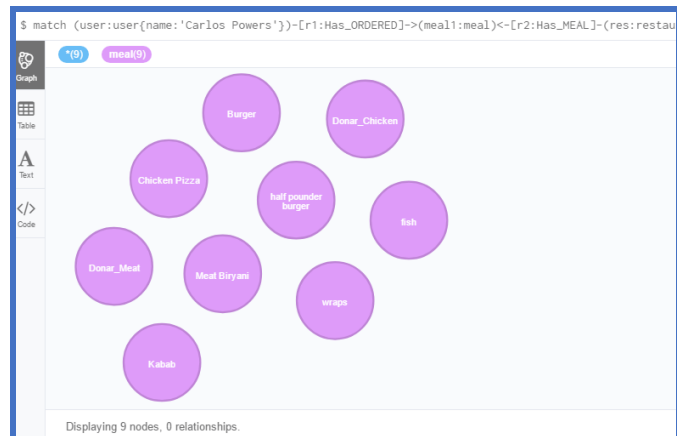 $ match (user:user{name:'Carlos Powers'})-[r1:Has_ORDERED]->(meal1:meal)<-[r2:Has_MEAL]-(res:restau
*(9) meal(9)
Graph
Table
Text
Code
Burger
Donar_Chicken
Chicken Pizza
half pounder
burger
fish
Donar_Meat
Meat Biryani
wraps
Kabab
Displaying 9 nodes, 0 relationships.